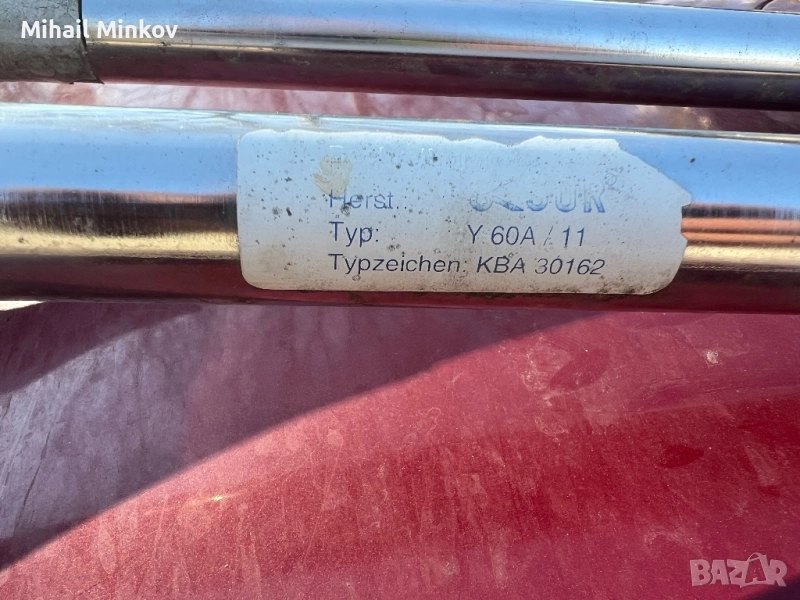 Mihail Minkov
Herst.:
Typ: Y 60A / 11
Typzeichen: KBA 30162
BAZAR